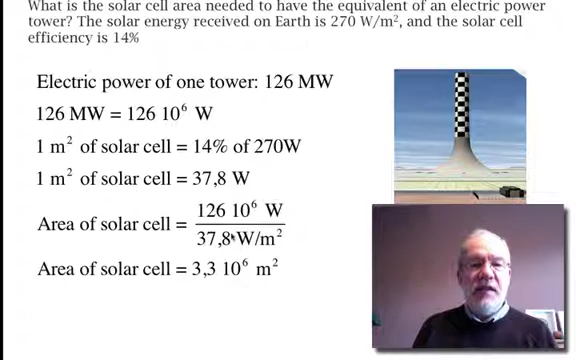 What is the solar cell area needed to have the equivalent of an electric power
tower? The solar energy received on Earth is 270 W/m², and the solar cell
efficiency is 14%
Electric power of one tower: 126 MW
126 MW = 126 10⁶ W
1 m² of solar cell = 14% of 270W
1 m² of solar cell = 37,8 W
Area of solar cell = 126 10⁶ W / 37,8 W/m²
Area of solar cell = 3,3 10⁶ m²